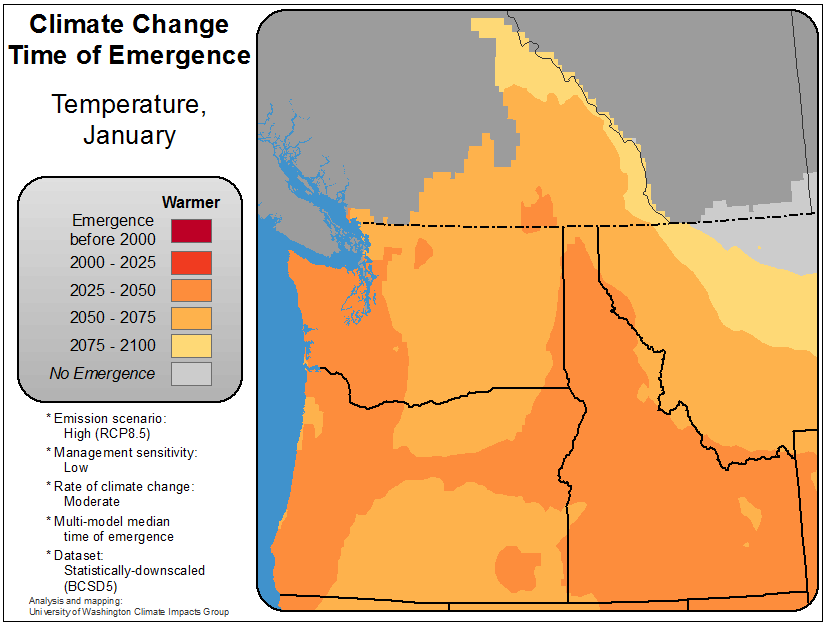 Climate Change
Time of Emergence
Temperature,
January
Warmer
Emergence
before 2000
2000 - 2025
2025 - 2050
2050 - 2075
2075 - 2100
No Emergence
* Emission scenario:
High (RCP8.5)
* Management sensitivity:
Low
* Rate of climate change:
Moderate
* Multi-model median
time of emergence
* Dataset:
Statistically-downscaled
(BCSD5)
Analysis and mapping:
University of Washington Climate Impacts Group